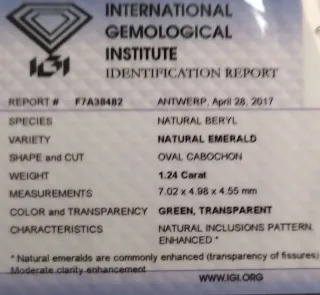 INTERNATIONAL
GEMOLOGICAL
INSTITUTE
IGI
IDENTIFICATION REPORT
REPORT # F7A38482 ANTWERP, April 28, 2017
SPECIES NATURAL BERYL
VARIETY NATURAL EMERALD
SHAPE and CUT OVAL CABOCHON
WEIGHT 1.24 Carat
MEASUREMENTS 7.02 x 4.98 x 4.55 mm
COLOR and TRANSPARENCY GREEN, TRANSPARENT
CHARACTERISTICS NATURAL INCLUSIONS PATTERN
ENHANCED *
* Natural emeralds are commonly enhanced (transparency of fissures)
Moderate clarity enhancement
WWW.IGI.ORG